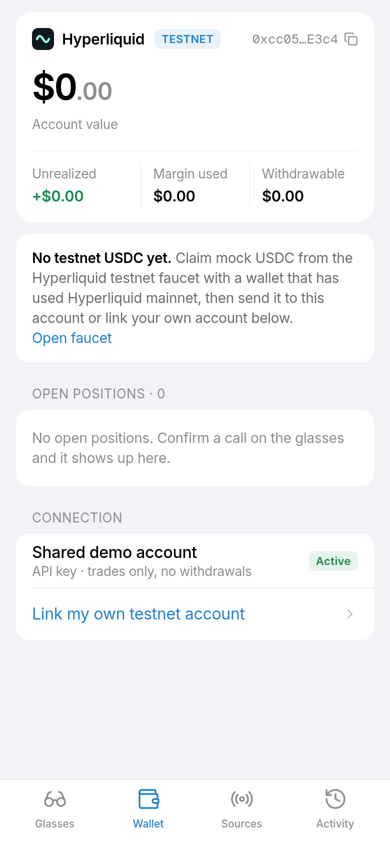 Hyperliquid TESTNET 0xcc05…E3c4
$0.00
Account value
Unrealized Margin used Withdrawable
+$0.00 $0.00 $0.00
No testnet USDC yet. Claim mock USDC from the
Hyperliquid testnet faucet with a wallet that has
used Hyperliquid mainnet, then send it to this
account or link your own account below.
Open faucet
OPEN POSITIONS · 0
No open positions. Confirm a call on the glasses
and it shows up here.
CONNECTION
Shared demo account
API key · trades only, no withdrawals
Active
Link my own testnet account
Glasses Wallet Sources Activity